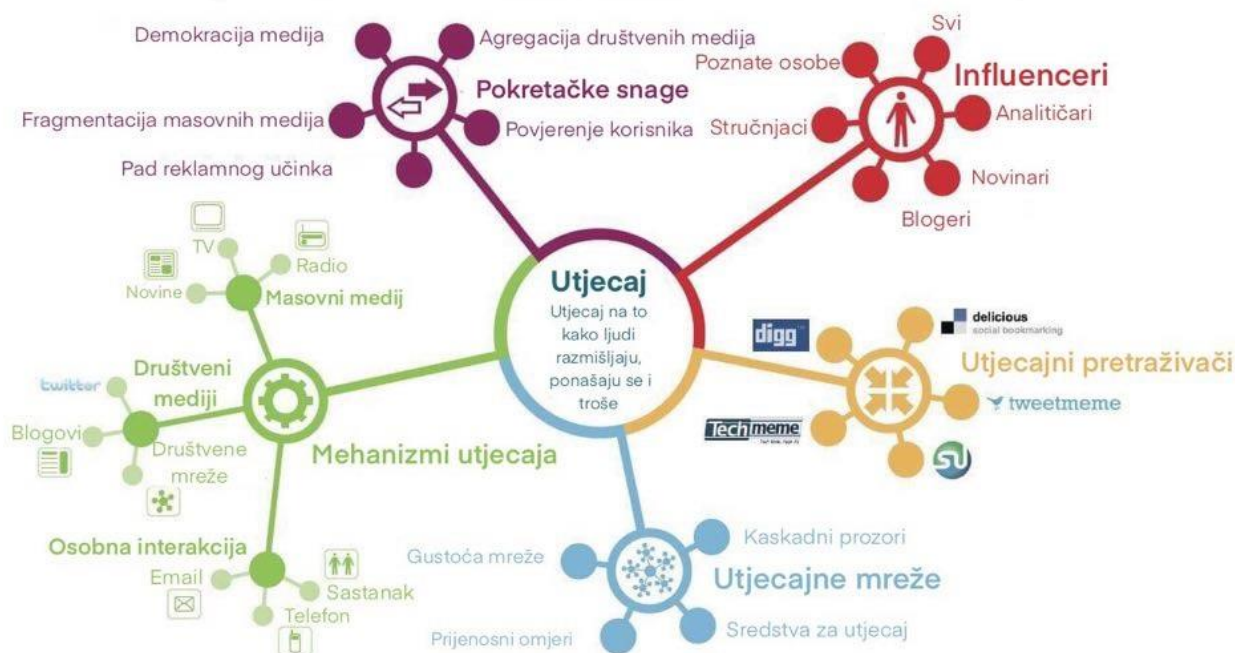 Demokracija medija
Agregacija društvenih medija
Pokretačke snage
Fragmentacija masovnih medija
Povjerenje korisnika
Pad reklamnog učinka
Svi
Poznate osobe
Influenceri
Stručnjaci
Analitičari
Novinari
Blogeri
TV
Radio
Novine
Masovni medij
Društveni
mediji
twitter
Blogovi
Društvene
mreže
Mehanizmi utjecaja
Osobna interakcija
Email
Sastanak
Telefon
Utjecaj
Utjecaj na to
kako ljudi
razmišljaju,
ponašaju se i
troše
digg
delicious
social bookmarking
Utjecajni pretraživači
tweetmeme
Techmeme
SU
Kaskadni prozori
Gustoća mreže
Utjecajne mreže
Prijenosni omjeri
Sredstva za utjecaj